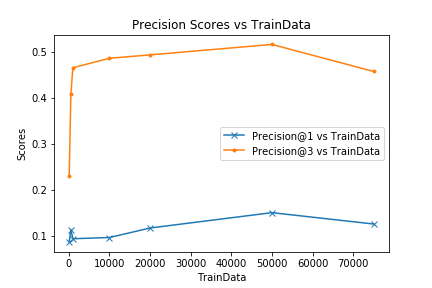 Precision Scores vs TrainData
0.5
0.4
0.3
0.2
0.1
Scores
Precision@1 vs TrainData
Precision@3 vs TrainData
0 10000 20000 30000 40000 50000 60000 70000
TrainData